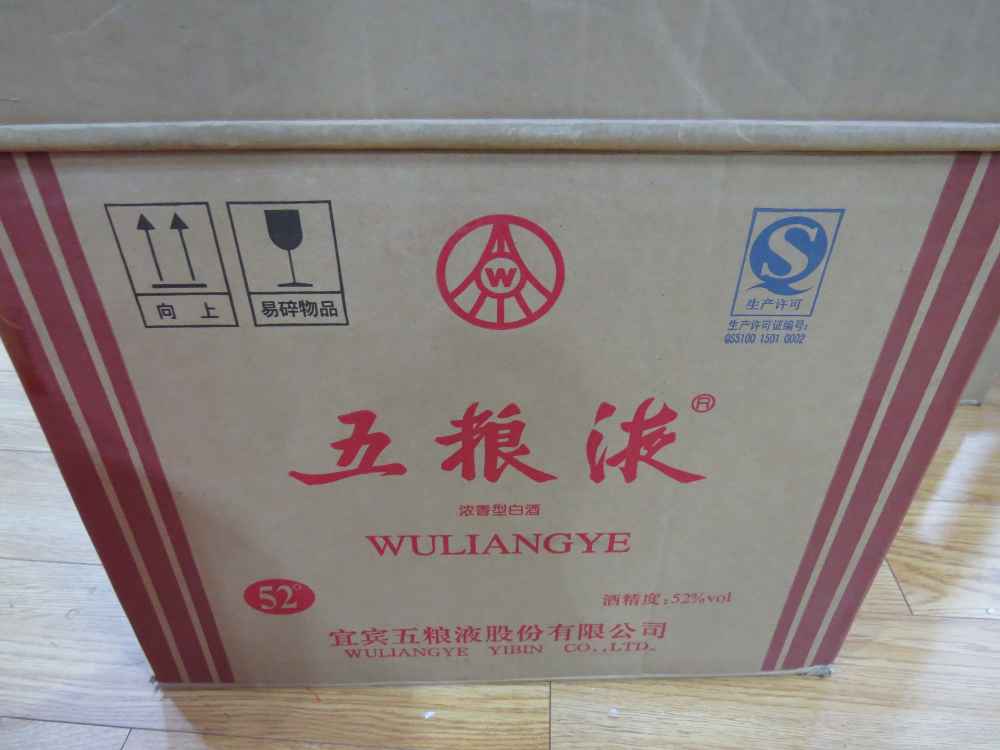 向 上
易碎物品
W
S
生产许可
生产许可证编号:
QS5100 1501 0002
五粮液®
浓香型白酒
WULIANGYE
52°
酒精度:52%vol
宜宾五粮液股份有限公司
WULIANGYE YIBIN CO.,LTD.